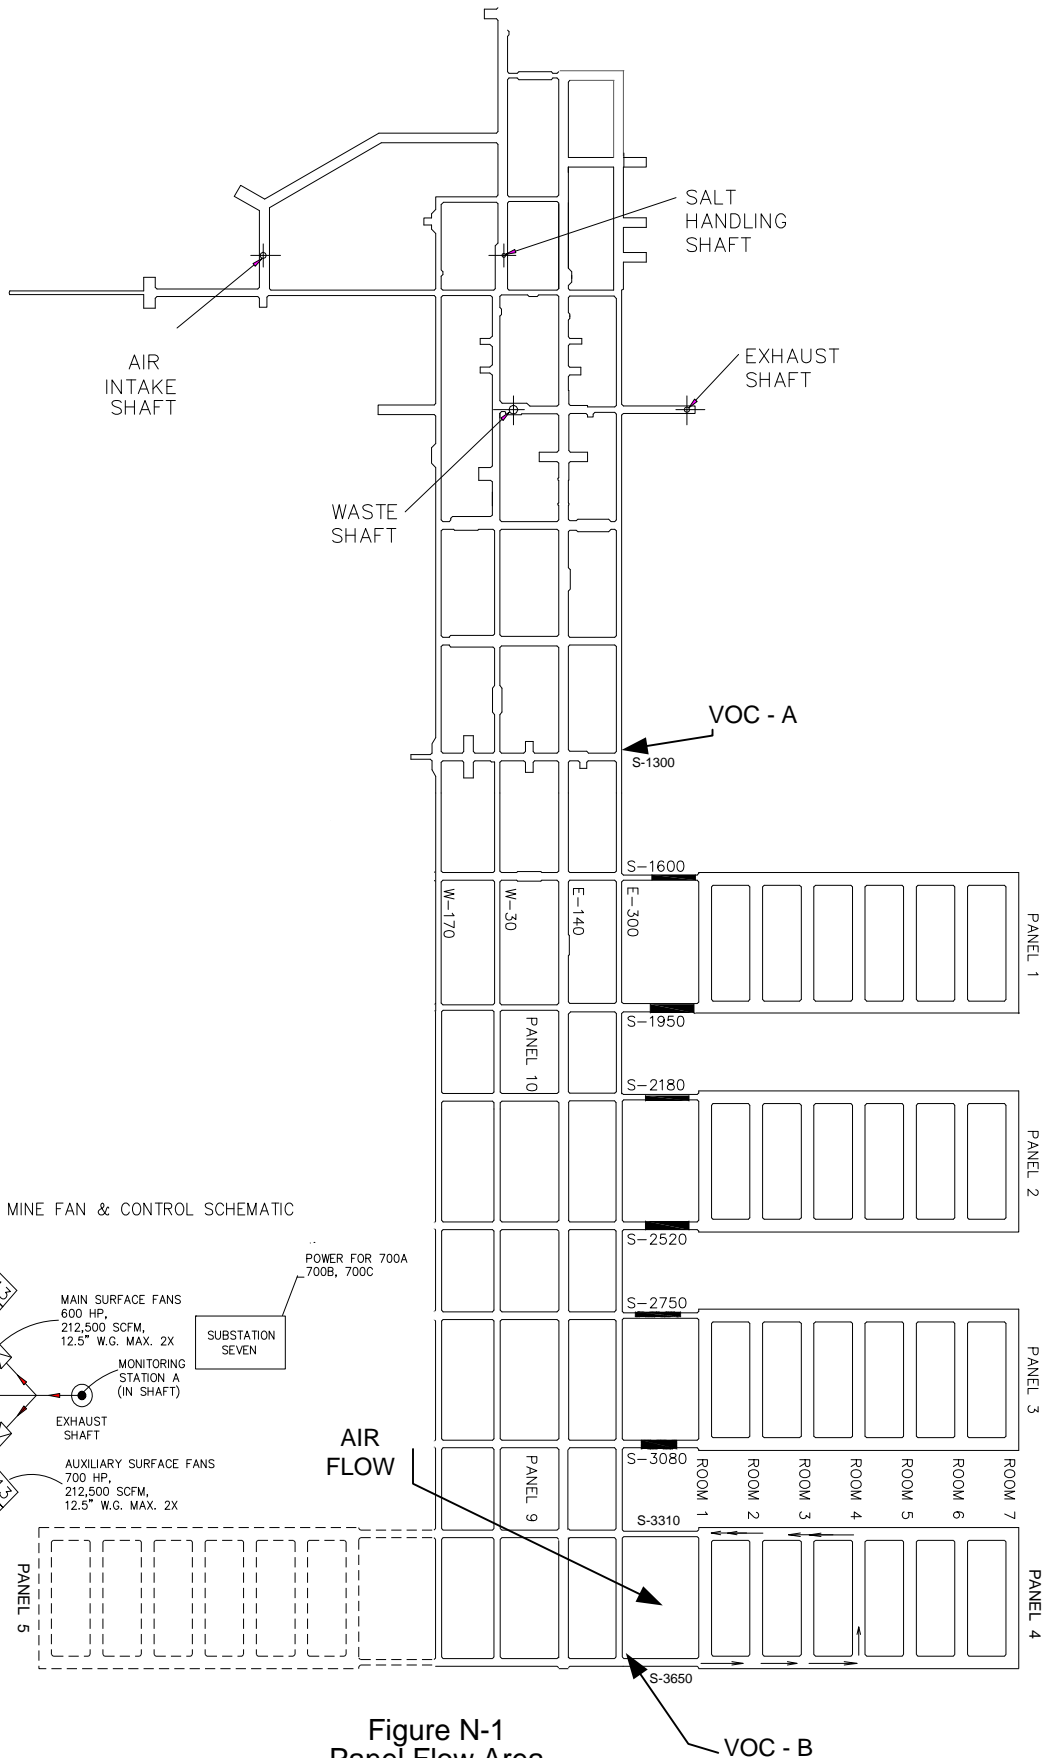 SALT
HANDLING
SHAFT
AIR
INTAKE
SHAFT
EXHAUST
SHAFT
WASTE
SHAFT
VOC - A
S-1300
S-1600
W-170
W-30
E-140
E-300
PANEL 1
S-1950
PANEL 10
S-2180
PANEL 2
MINE FAN & CONTROL SCHEMATIC
S-2520
POWER FOR 700A
700B, 700C
MAIN SURFACE FANS
600 HP,
212,500 SCFM,
12.5" W.G. MAX. 2X
SUBSTATION
SEVEN
S-2750
MONITORING
STATION A
(IN SHAFT)
PANEL 3
EXHAUST
SHAFT
AIR
FLOW
S-3080
AUXILIARY SURFACE FANS
700 HP,
212,500 SCFM,
12.5" W.G. MAX. 2X
PANEL 9
ROOM 1
ROOM 2
ROOM 3
ROOM 4
ROOM 5
ROOM 6
ROOM 7
S-3310
PANEL 5
PANEL 4
S-3650
Figure N-1
Panel Flow Area
VOC - B